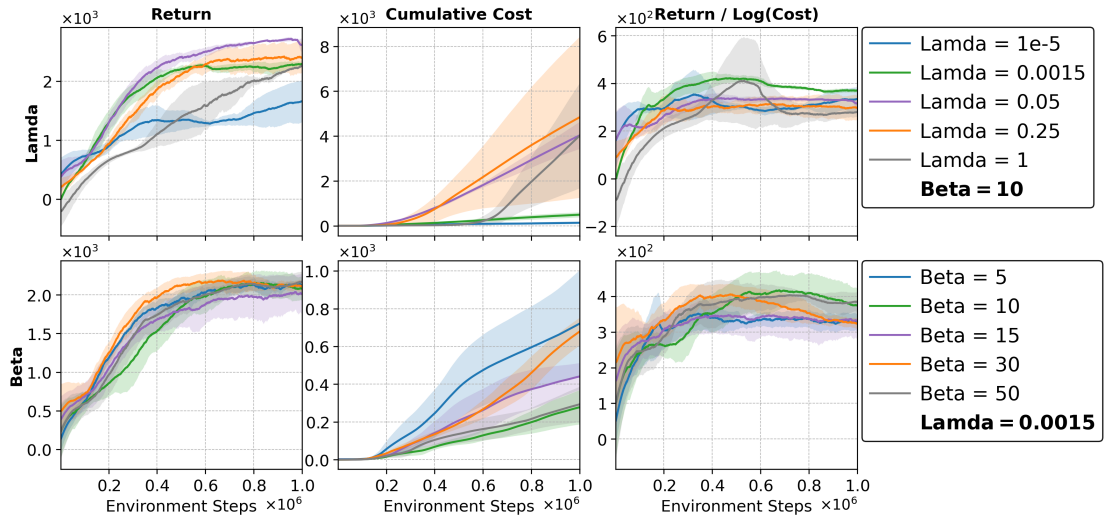 Return
Cumulative Cost
Return / Log(Cost)
×10³
×10³
×10²
Lamda
2
1
0
8
6
4
2
0
6
4
2
0
−2
Lamda = 1e-5
Lamda = 0.0015
Lamda = 0.05
Lamda = 0.25
Lamda = 1
Beta = 10
×10³
×10³
×10²
Beta
2.0
1.5
1.0
0.5
0.0
1.0
0.8
0.6
0.4
0.2
0.0
4
3
2
1
0
Beta = 5
Beta = 10
Beta = 15
Beta = 30
Beta = 50
Lamda = 0.0015
0.2 0.4 0.6 0.8 1.0
0.2 0.4 0.6 0.8 1.0
0.2 0.4 0.6 0.8 1.0
Environment Steps ×10⁶
Environment Steps ×10⁶
Environment Steps ×10⁶